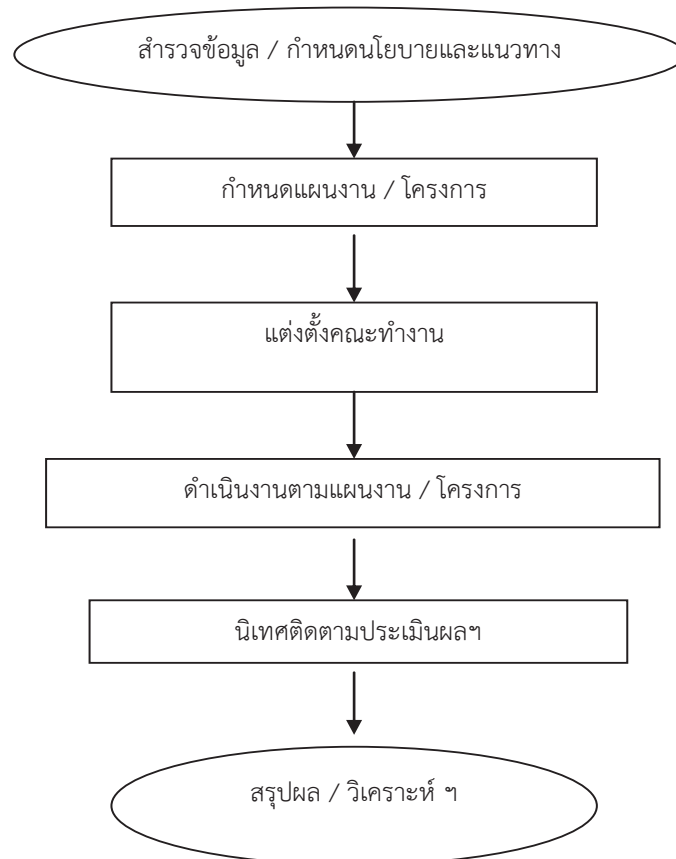 สำรวจข้อมูล / กำหนดนโยบายและแนวทาง
กำหนดแผนงาน / โครงการ
แต่งตั้งคณะทำงาน
ดำเนินงานตามแผนงาน / โครงการ
นิเทศติดตามประเมินผลฯ
สรุปผล / วิเคราะห์ ฯ